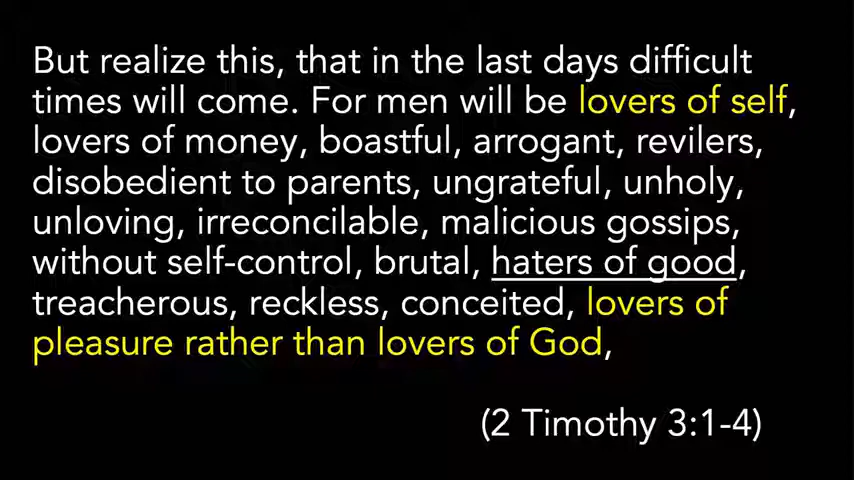 But realize this, that in the last days difficult
times will come. For men will be lovers of self,
lovers of money, boastful, arrogant, revilers,
disobedient to parents, ungrateful, unholy,
unloving, irreconcilable, malicious gossips,
without self-control, brutal, haters of good,
treacherous, reckless, conceited, lovers of
pleasure rather than lovers of God,
(2 Timothy 3:1-4)